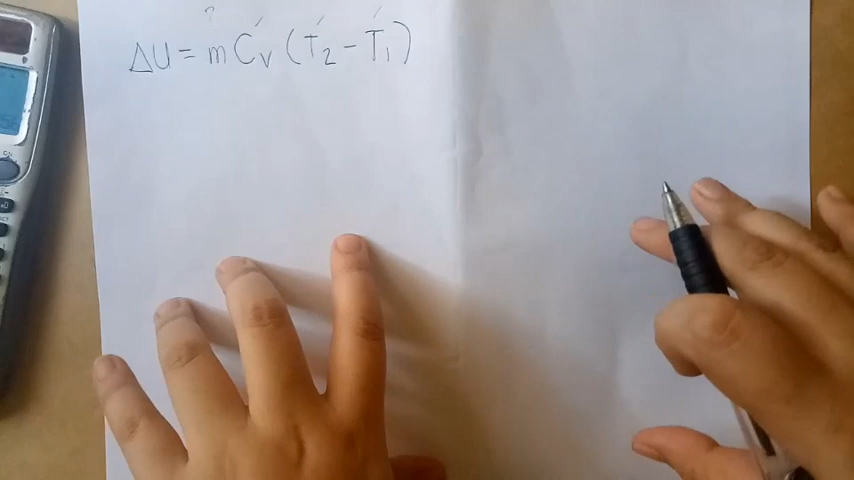 ?
ΔU = m Cv (T2 - T1)